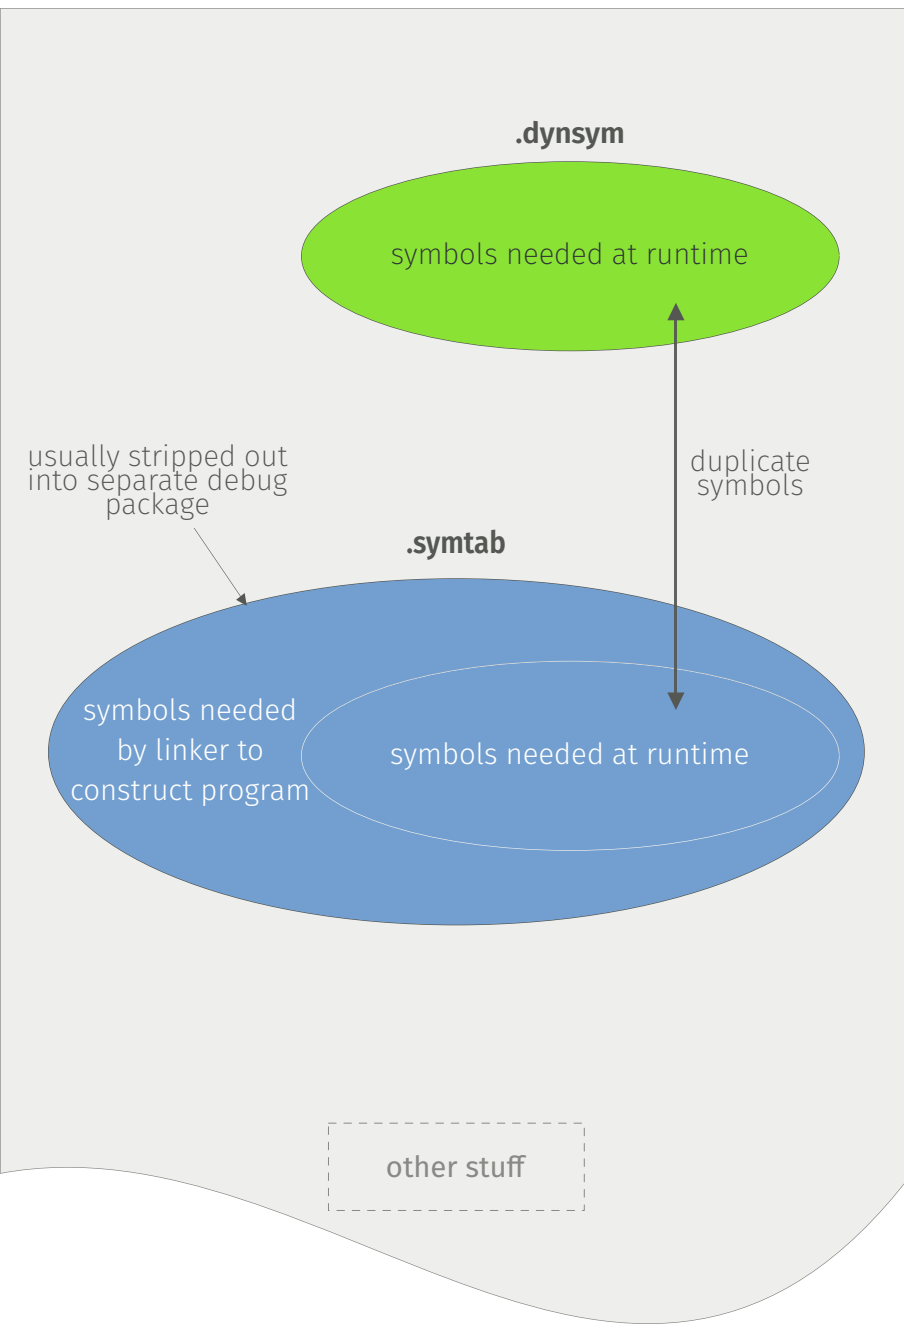 .dynsym
symbols needed at runtime
usually stripped out
into separate debug
package
duplicate
symbols
.symtab
symbols needed
by linker to
construct program
symbols needed at runtime
other stuff